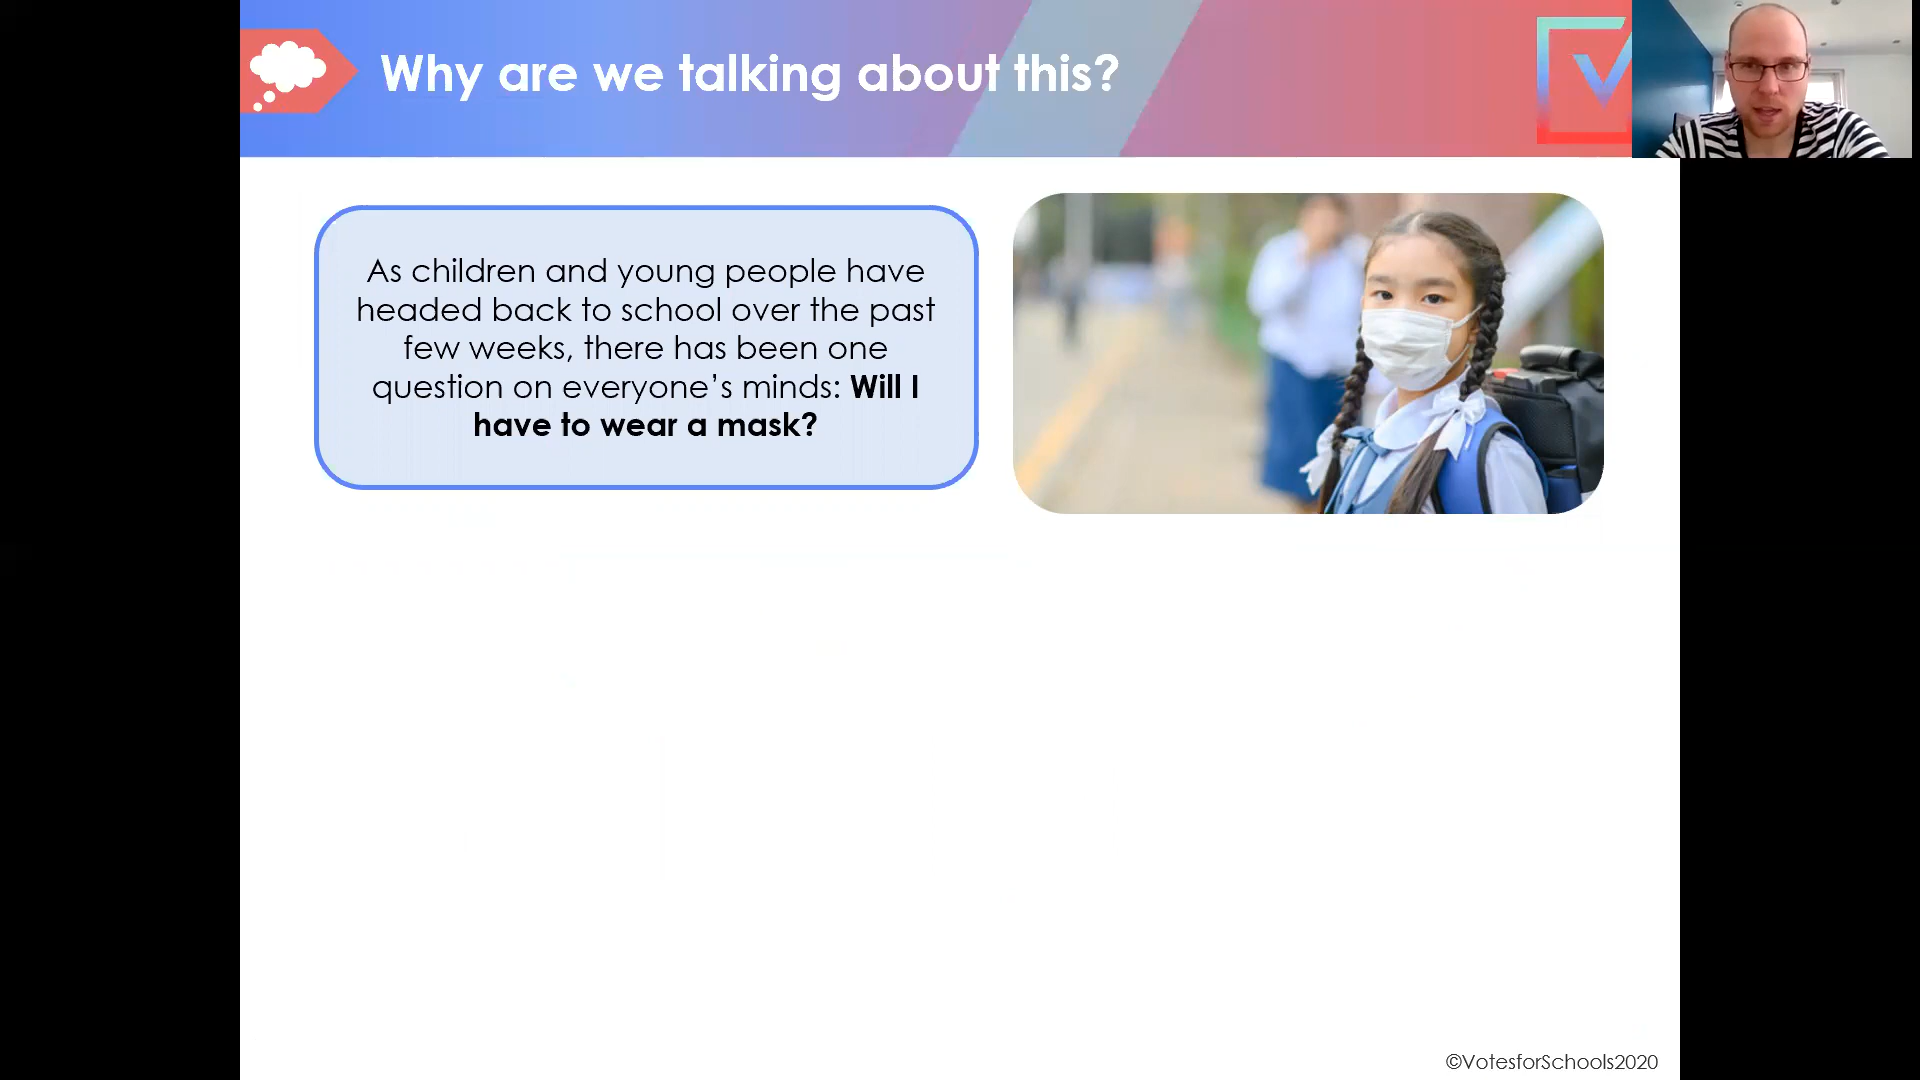 Why are we talking about this?
As children and young people have
headed back to school over the past
few weeks, there has been one
question on everyone’s minds: Will I
have to wear a mask?
©VotesforSchools2020